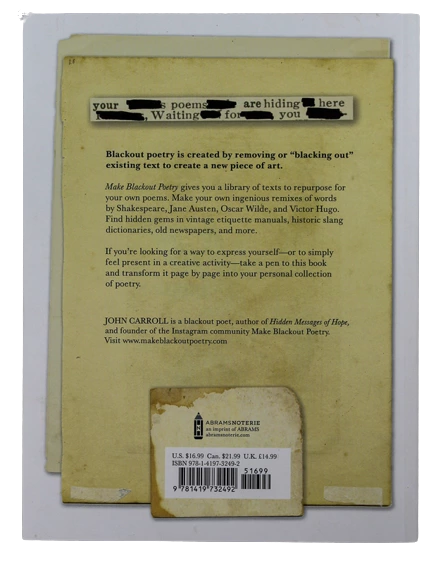 your s poems are hiding here
, Waiting for you
Blackout poetry is created by removing or “blacking out”
existing text to create a new piece of art.
Make Blackout Poetry gives you a library of texts to repurpose for
your own poems. Make your own ingenious remixes of words
by Shakespeare, Jane Austen, Oscar Wilde, and Victor Hugo.
Find hidden gems in vintage etiquette manuals, historic slang
dictionaries, old newspapers, and more.
If you’re looking for a way to express yourself—or to simply
feel present in a creative activity—take a pen to this book
and transform it page by page into your personal collection
of poetry.
JOHN CARROLL is a blackout poet, author of Hidden Messages of Hope,
and founder of the Instagram community Make Blackout Poetry.
Visit www.makeblackoutpoetry.com
ABRAMSNOTERIE
an imprint of ABRAMS
abramsnoterie.com
U.S. $16.99 Can. $21.99 U.K. £14.99
ISBN 978-1-4197-3249-2
51699
9 781419 732492